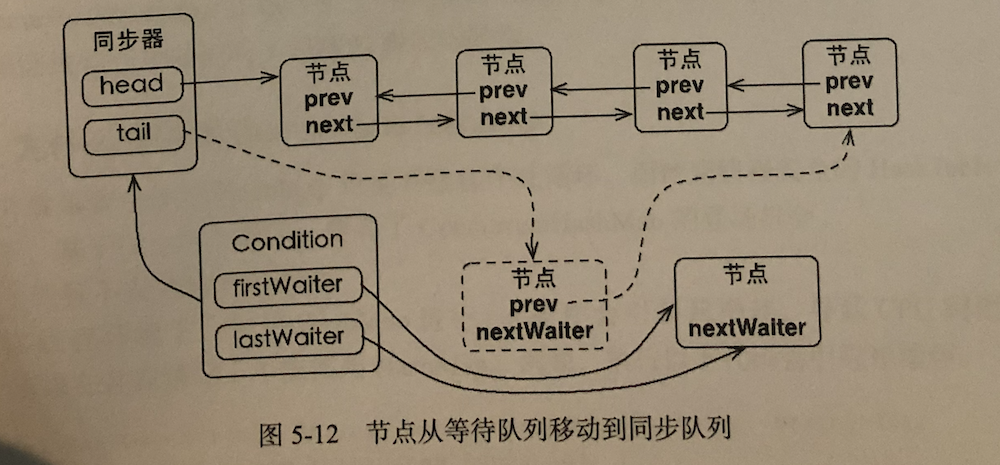 同步器
head
tail
节点
prev
next
节点
prev
next
节点
prev
next
节点
prev
next
Condition
firstWaiter
lastWaiter
节点
prev
nextWaiter
节点
nextWaiter
图 5-12 节点从等待队列移动到同步队列